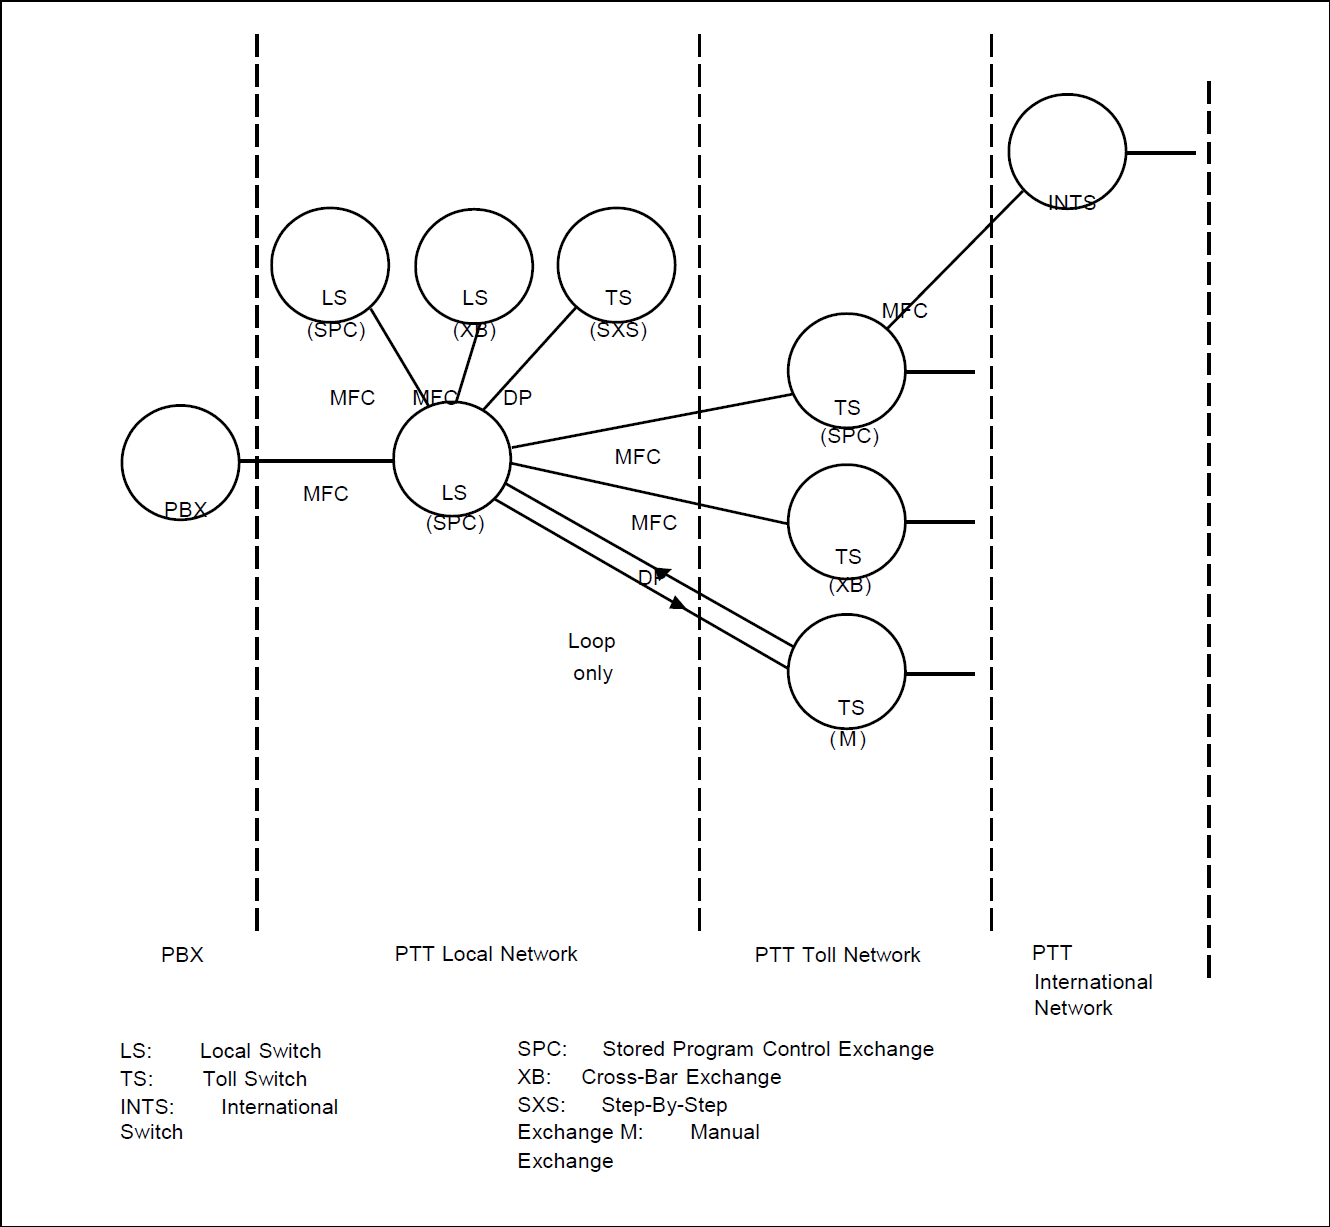 INTS
LS
(SPC)
LS
(XB)
TS
(SXS)
MFC
MFC
MFC
DP
TS
(SPC)
MFC
PBX
MFC
LS
(SPC)
MFC
TS
(XB)
DP
Loop
only
TS
(M)
PBX
PTT Local Network
PTT Toll Network
PTT
International
Network
LS: Local Switch
TS: Toll Switch
INTS: International
Switch
SPC: Stored Program Control Exchange
XB: Cross-Bar Exchange
SXS: Step-By-Step
Exchange M: Manual
Exchange